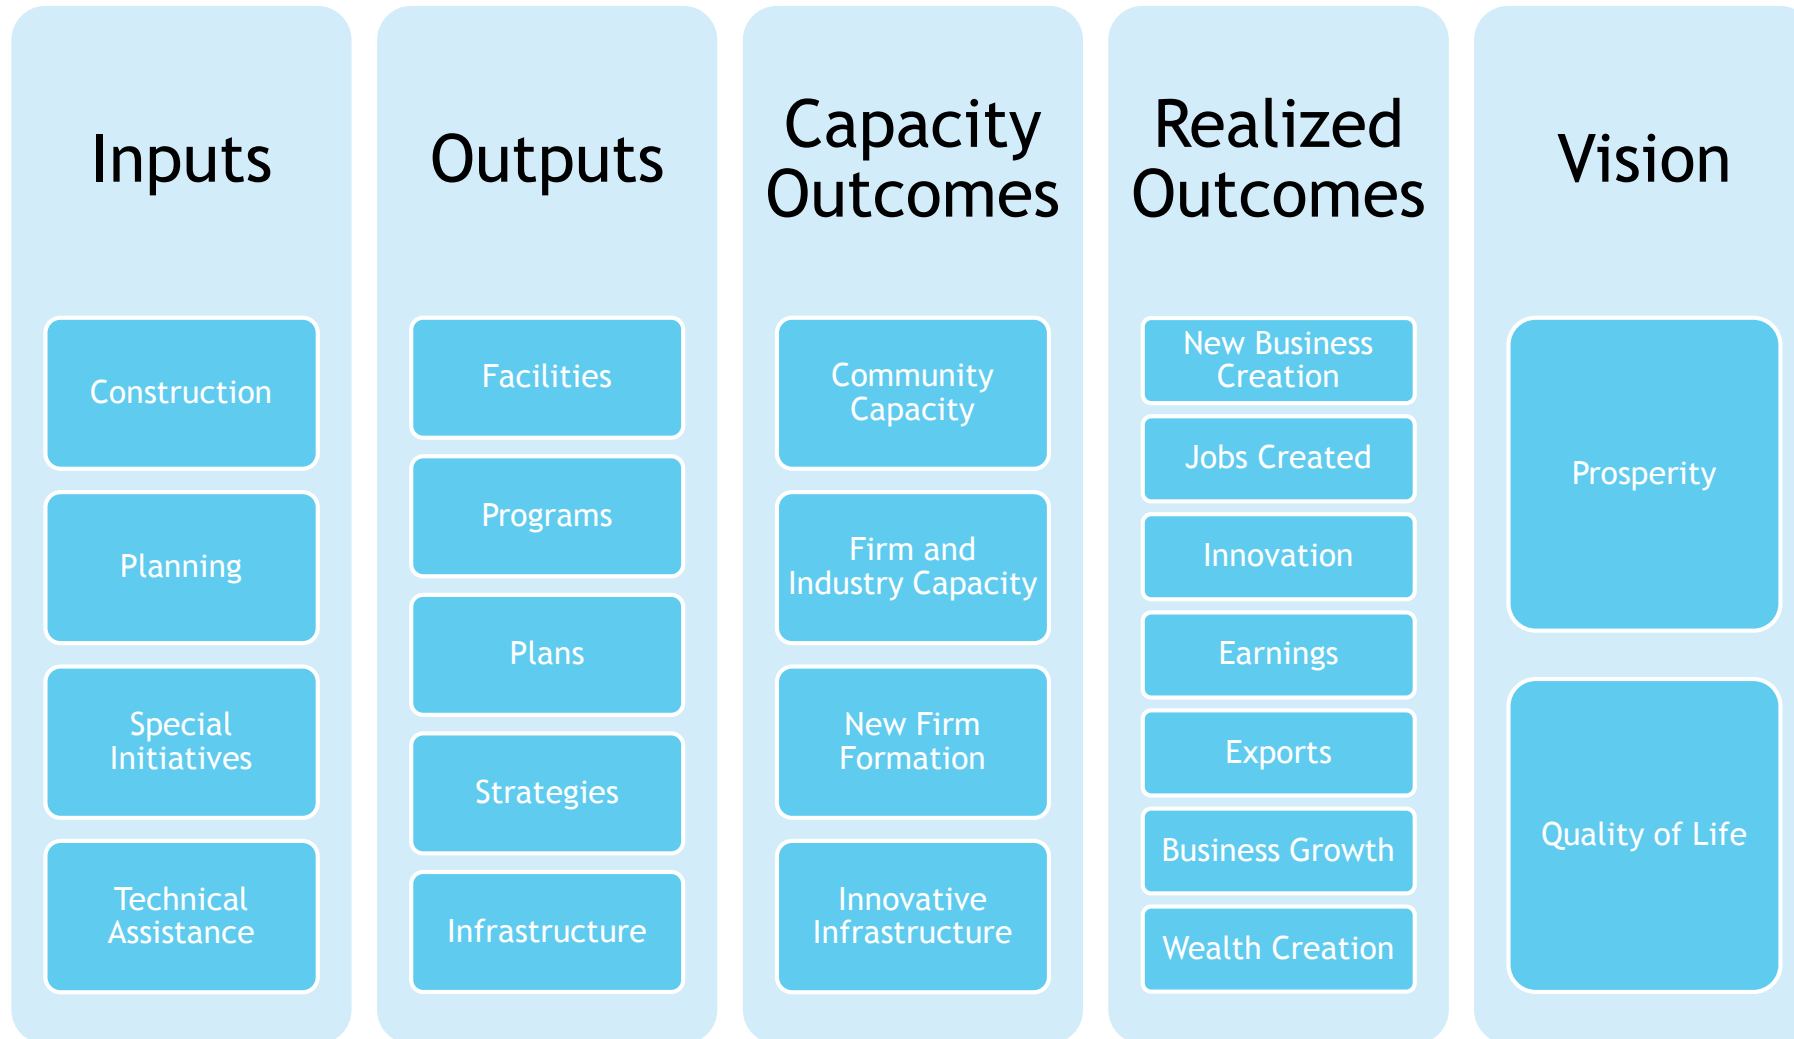 Inputs
Construction
Planning
Special
Initiatives
Technical
Assistance
Outputs
Facilities
Programs
Plans
Strategies
Infrastructure
Capacity
Outcomes
Community
Capacity
Firm and
Industry Capacity
New Firm
Formation
Innovative
Infrastructure
Realized
Outcomes
New Business
Creation
Jobs Created
Innovation
Earnings
Exports
Business Growth
Wealth Creation
Vision
Prosperity
Quality of Life